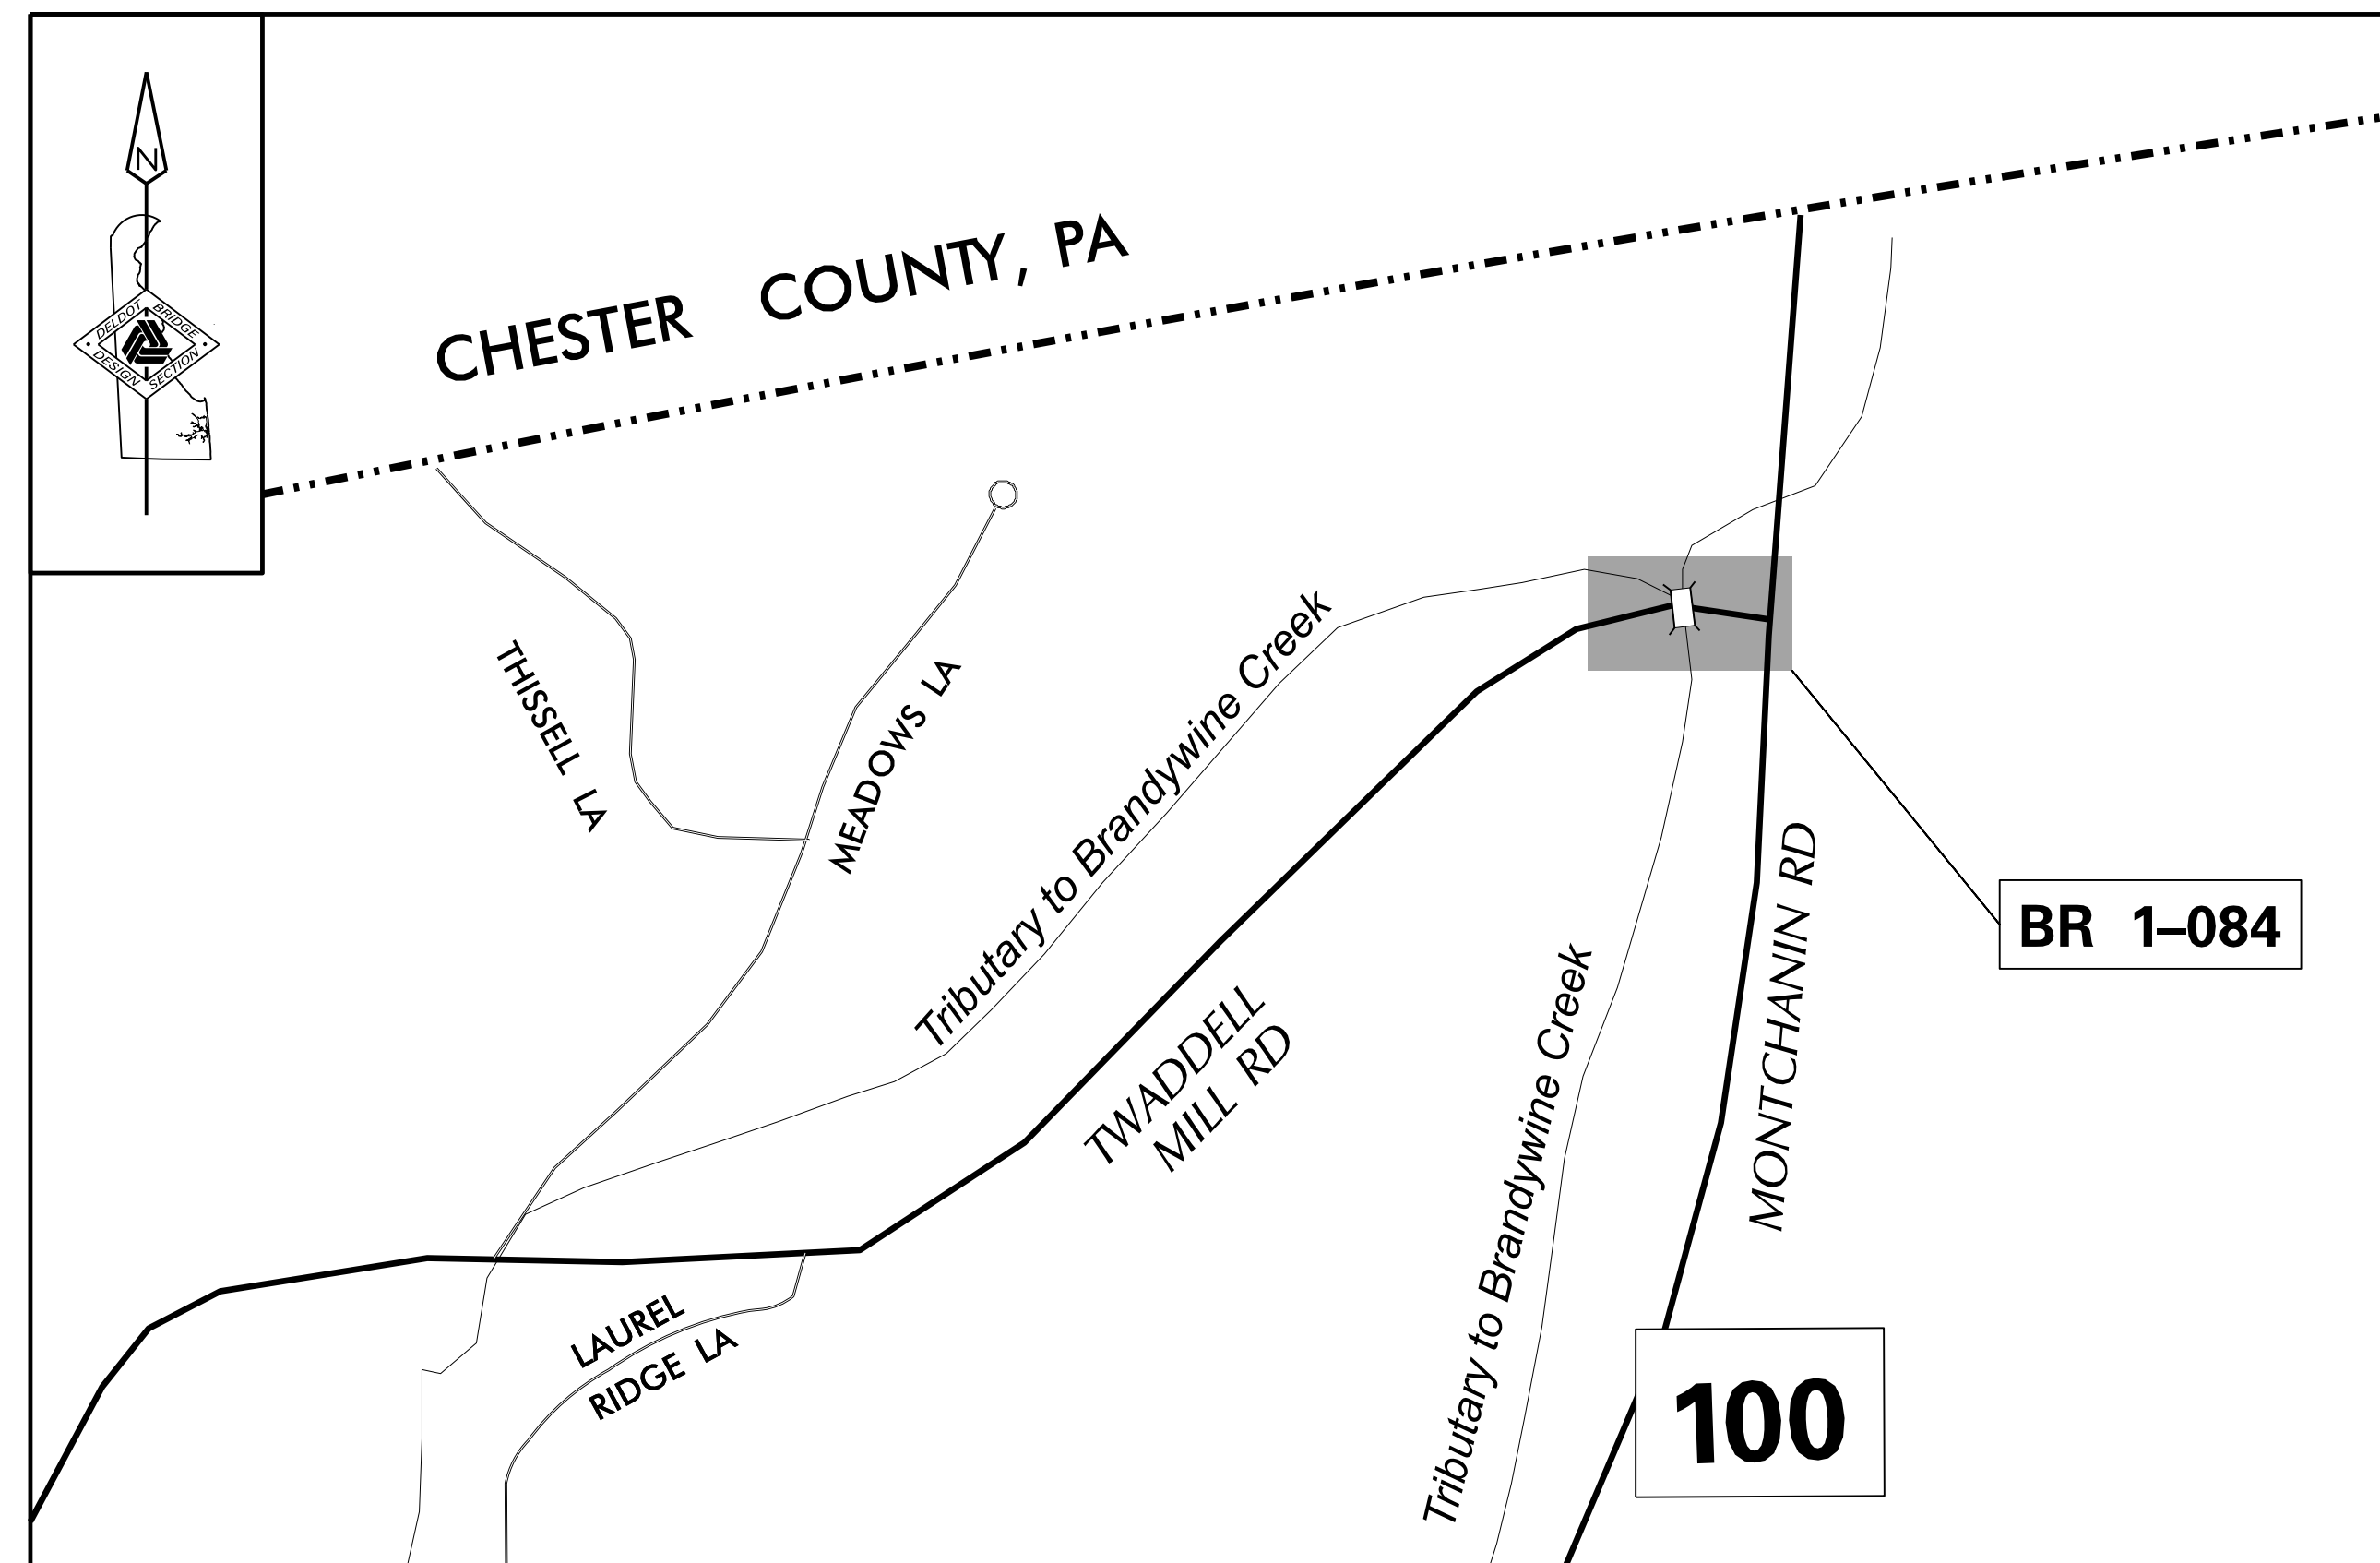 N
DELDOT BRIDGE
DESIGN SECTION
CHESTER COUNTY, PA
THISSELL LA
MEADOWS LA
Tributary to Brandywine Creek
TWADDELL
MILL RD
Tributary to Brandywine Creek
MONTCHANIN RD
BR 1–084
LAUREL
RIDGE LA
100